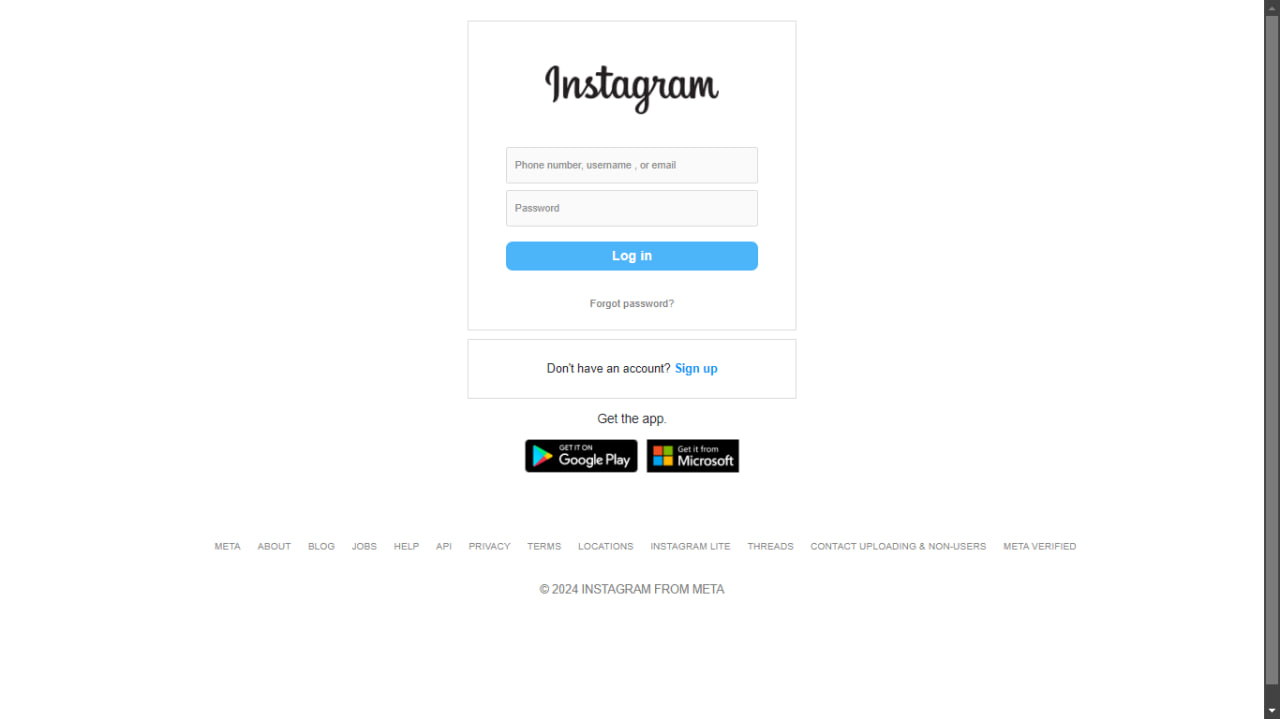 Instagram
Phone number, username , or email
Password
Log in
Forgot password?
Don't have an account? Sign up
Get the app.
GET IT ON
Google Play
Get it from
Microsoft
META ABOUT BLOG JOBS HELP API PRIVACY TERMS LOCATIONS INSTAGRAM LITE THREADS CONTACT UPLOADING & NON-USERS META VERIFIED
© 2024 INSTAGRAM FROM META